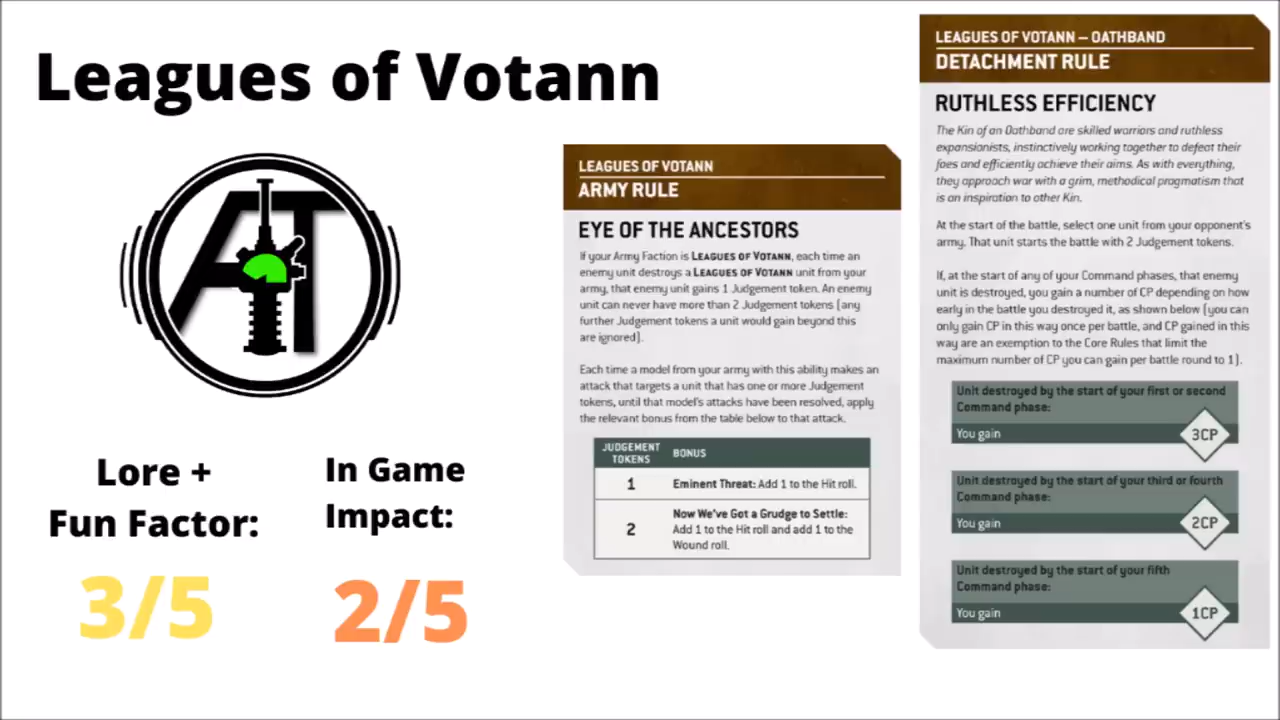 Leagues of Votann
AT
Lore +
Fun Factor:
3/5
In Game
Impact:
2/5
LEAGUES OF VOTANN
ARMY RULE
EYE OF THE ANCESTORS
If your Army Faction is LEAGUES OF VOTANN, each time an
enemy unit destroys a LEAGUES OF VOTANN unit from your
army, that enemy unit gains 1 Judgement token. An enemy
unit can never have more than 2 Judgement tokens (any
further Judgement tokens a unit would gain beyond this
are ignored).
Each time a model from your army with this ability makes an
attack that targets a unit that has one or more Judgement
tokens, until that model's attacks have been resolved, apply
the relevant bonus from the table below to that attack.
JUDGEMENT
TOKENS
BONUS
1
Eminent Threat: Add 1 to the Hit roll.
2
Now We've Got a Grudge to Settle:
Add 1 to the Hit roll and add 1 to the
Wound roll.
LEAGUES OF VOTANN – OATHBAND
DETACHMENT RULE
RUTHLESS EFFICIENCY
The Kin of an Oathband are skilled warriors and ruthless
expansionists, instinctively working together to defeat their
foes and efficiently achieve their aims. As with everything,
they approach war with a grim, methodical pragmatism that
is an inspiration to other Kin.
At the start of the battle, select one unit from your opponent's
army. That unit starts the battle with 2 Judgement tokens.
If, at the start of any of your Command phases, that enemy
unit is destroyed, you gain a number of CP depending on how
early in the battle you destroyed it, as shown below (you can
only gain CP in this way once per battle, and CP gained in this
way are an exemption to the Core Rules that limit the
maximum number of CP you can gain per battle round to 1).
Unit destroyed by the start of your first or second
Command phase:
You gain
3CP
Unit destroyed by the start of your third or fourth
Command phase:
You gain
2CP
Unit destroyed by the start of your fifth
Command phase:
You gain
1CP